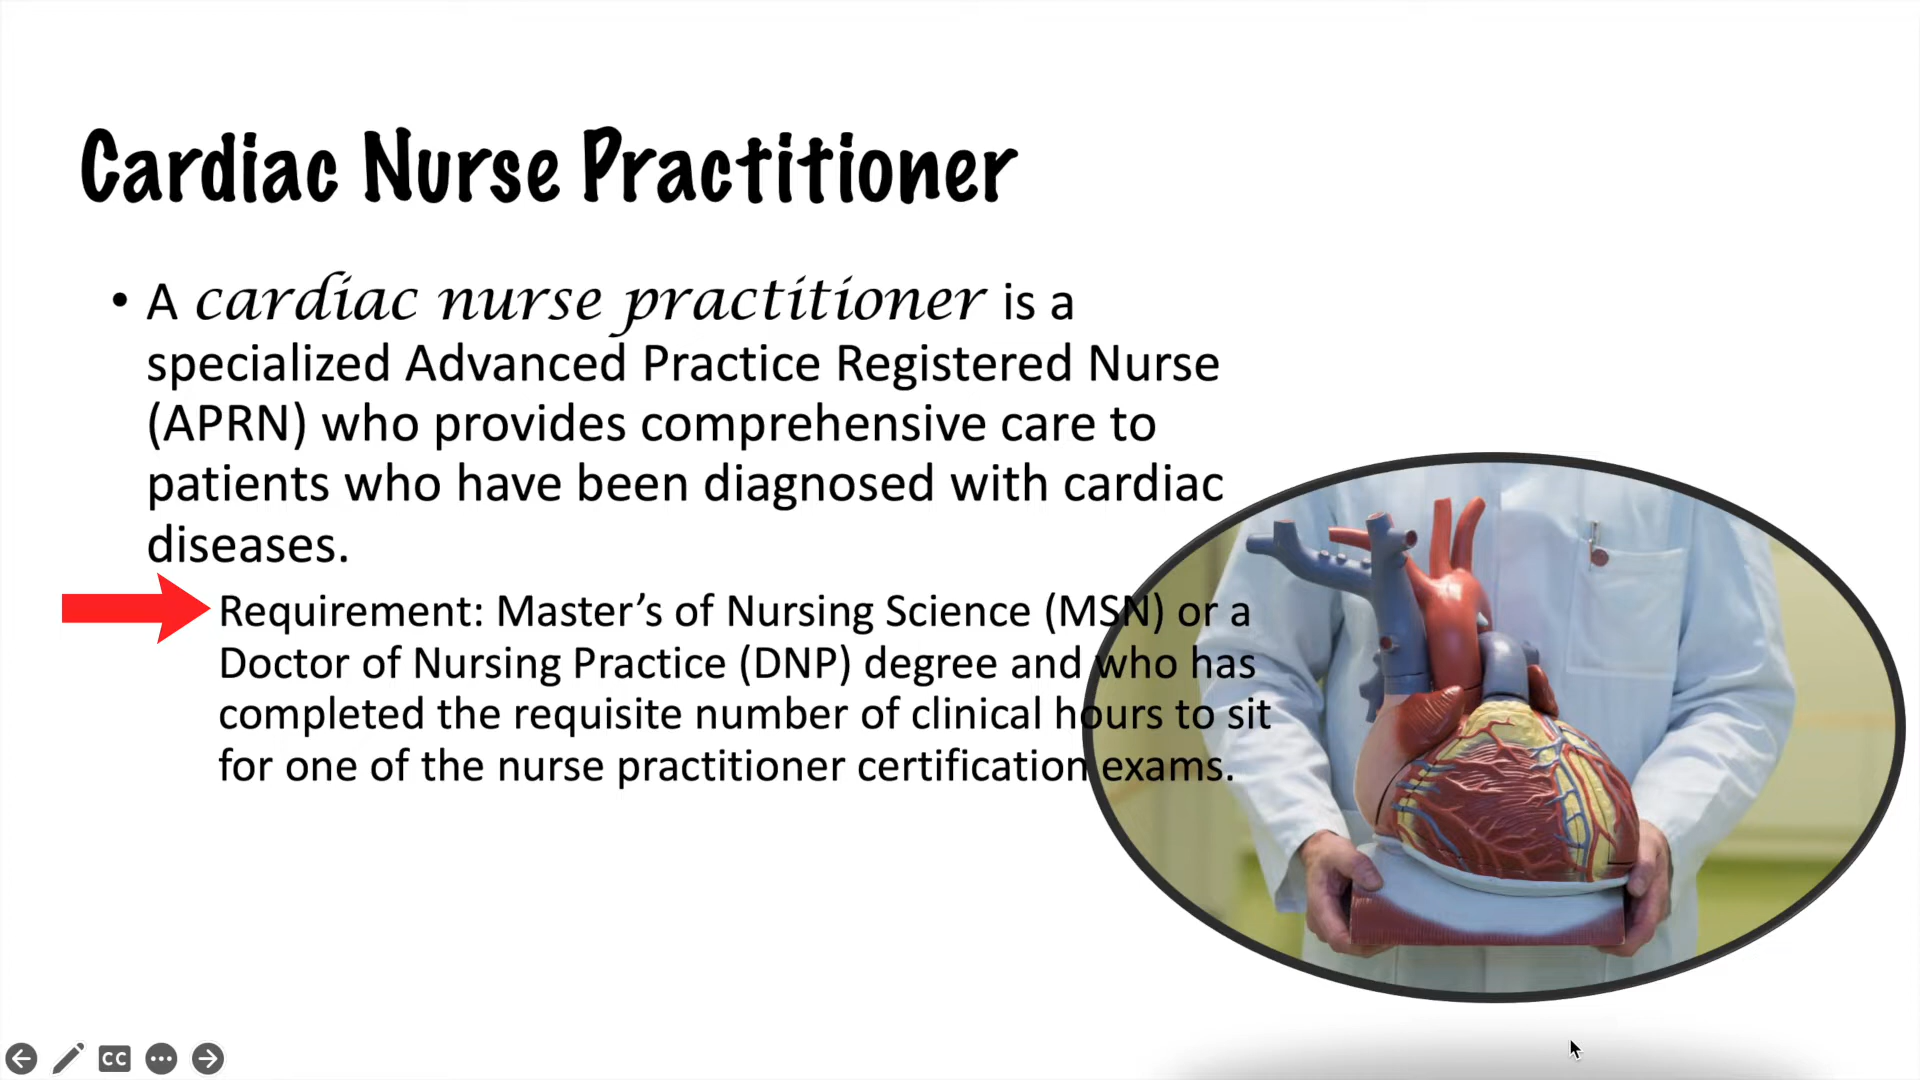 Cardiac Nurse Practitioner
• A cardiac nurse practitioner is a
specialized Advanced Practice Registered Nurse
(APRN) who provides comprehensive care to
patients who have been diagnosed with cardiac
diseases.
Requirement: Master’s of Nursing Science (MSN) or a
Doctor of Nursing Practice (DNP) degree and who has
completed the requisite number of clinical hours to sit
for one of the nurse practitioner certification exams.
CC